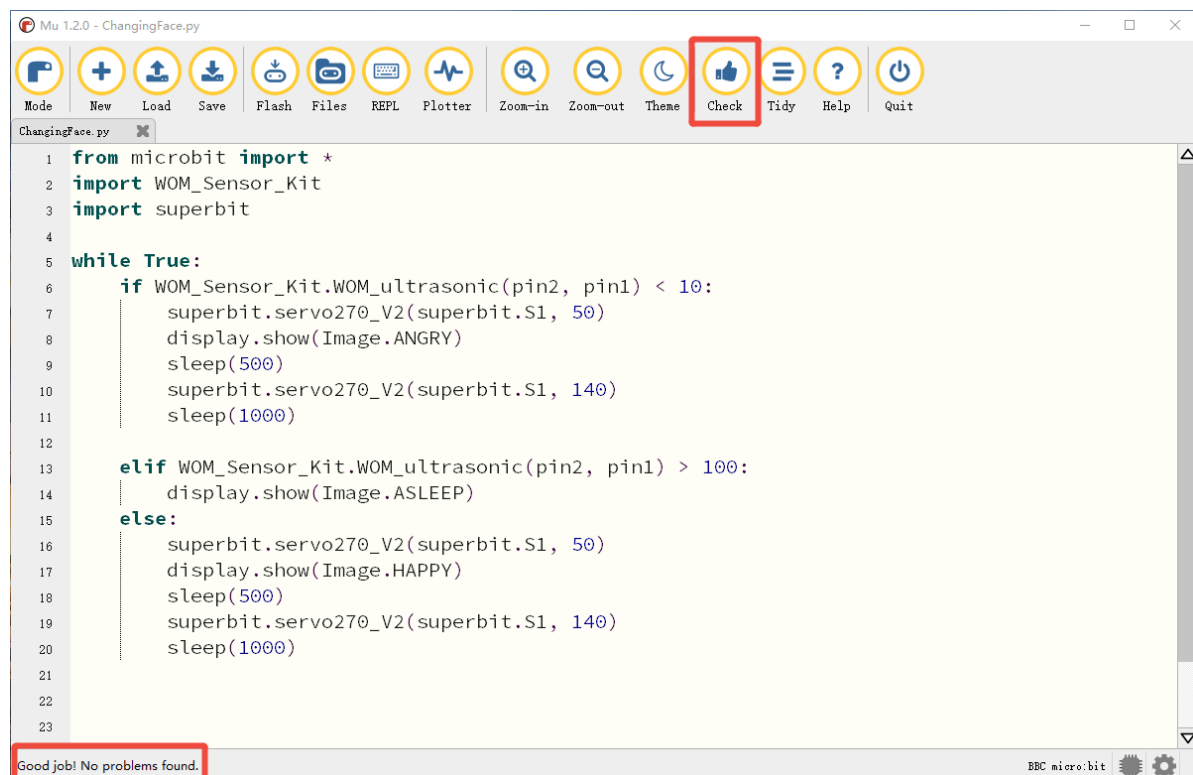 Mu 1.2.0 - ChangingFace.py
Mode New Load Save Flash Files REPL Plotter Zoom-in Zoom-out Theme Check Tidy Help Quit
ChangingFace.py
1 from microbit import *
2 import WOM_Sensor_Kit
3 import superbit
4
5 while True:
6     if WOM_Sensor_Kit.WOM_ultrasonic(pin2, pin1) < 10:
7         superbit.servo270_V2(superbit.S1, 50)
8         display.show(Image.ANGRY)
9         sleep(500)
10         superbit.servo270_V2(superbit.S1, 140)
11         sleep(1000)
12
13     elif WOM_Sensor_Kit.WOM_ultrasonic(pin2, pin1) > 100:
14         display.show(Image.ASLEEP)
15     else:
16         superbit.servo270_V2(superbit.S1, 50)
17         display.show(Image.HAPPY)
18         sleep(500)
19         superbit.servo270_V2(superbit.S1, 140)
20         sleep(1000)
21
22
23
Good job! No problems found.
BBC micro:bit